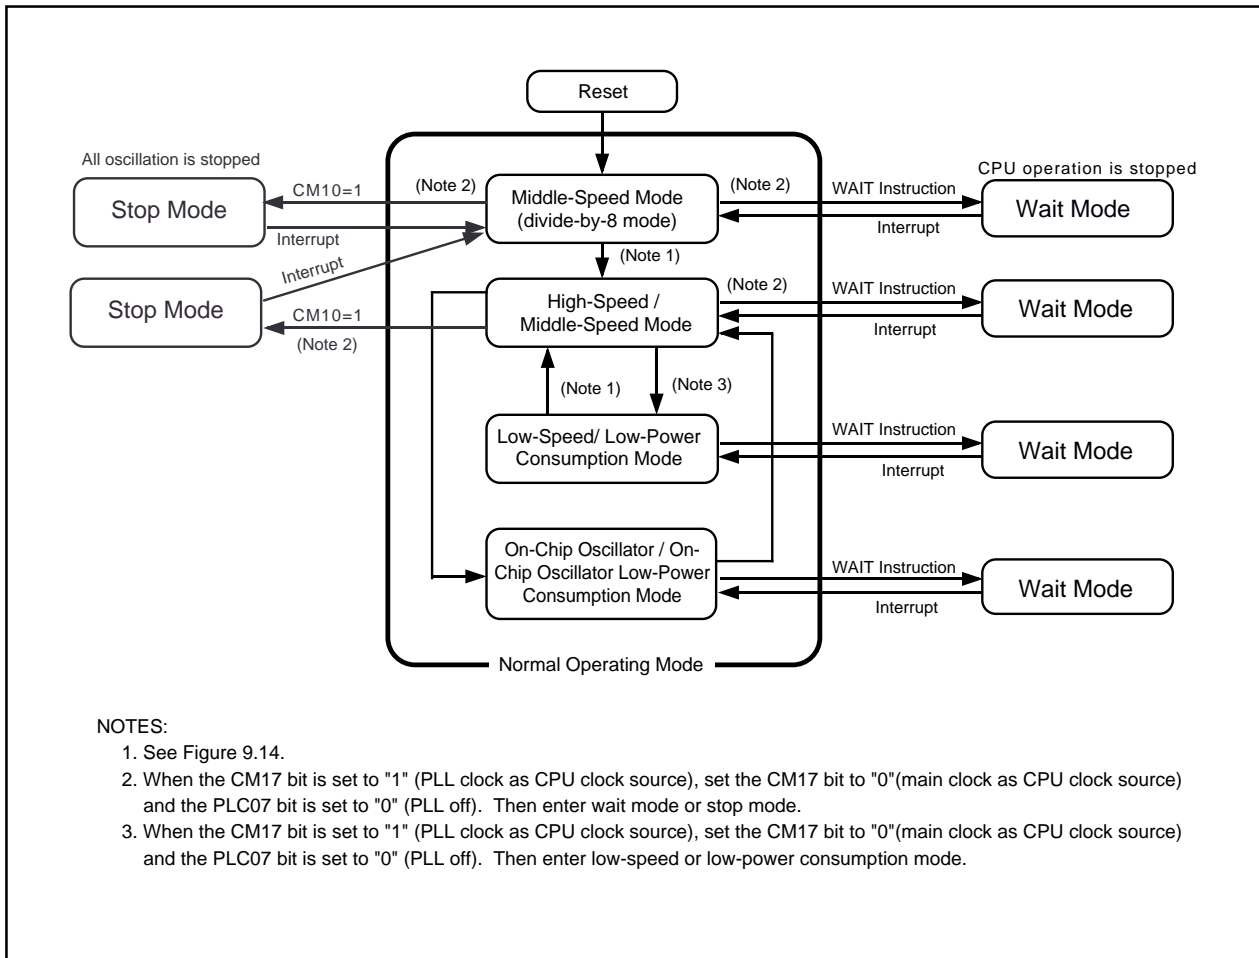 Reset
All oscillation is stopped
CPU operation is stopped
Stop Mode
CM10=1
(Note 2)
Interrupt
Middle-Speed Mode
(divide-by-8 mode)
(Note 2)
WAIT Instruction
Interrupt
Wait Mode
(Note 1)
Stop Mode
Interrupt
CM10=1
(Note 2)
High-Speed /
Middle-Speed Mode
(Note 2)
WAIT Instruction
Interrupt
Wait Mode
(Note 1)
(Note 3)
Low-Speed/ Low-Power
Consumption Mode
WAIT Instruction
Interrupt
Wait Mode
On-Chip Oscillator / On-
Chip Oscillator Low-Power
Consumption Mode
WAIT Instruction
Interrupt
Wait Mode
Normal Operating Mode
NOTES:
1. See Figure 9.14.
2. When the CM17 bit is set to "1" (PLL clock as CPU clock source), set the CM17 bit to "0"(main clock as CPU clock source)
and the PLC07 bit is set to "0" (PLL off). Then enter wait mode or stop mode.
3. When the CM17 bit is set to "1" (PLL clock as CPU clock source), set the CM17 bit to "0"(main clock as CPU clock source)
and the PLC07 bit is set to "0" (PLL off). Then enter low-speed or low-power consumption mode.